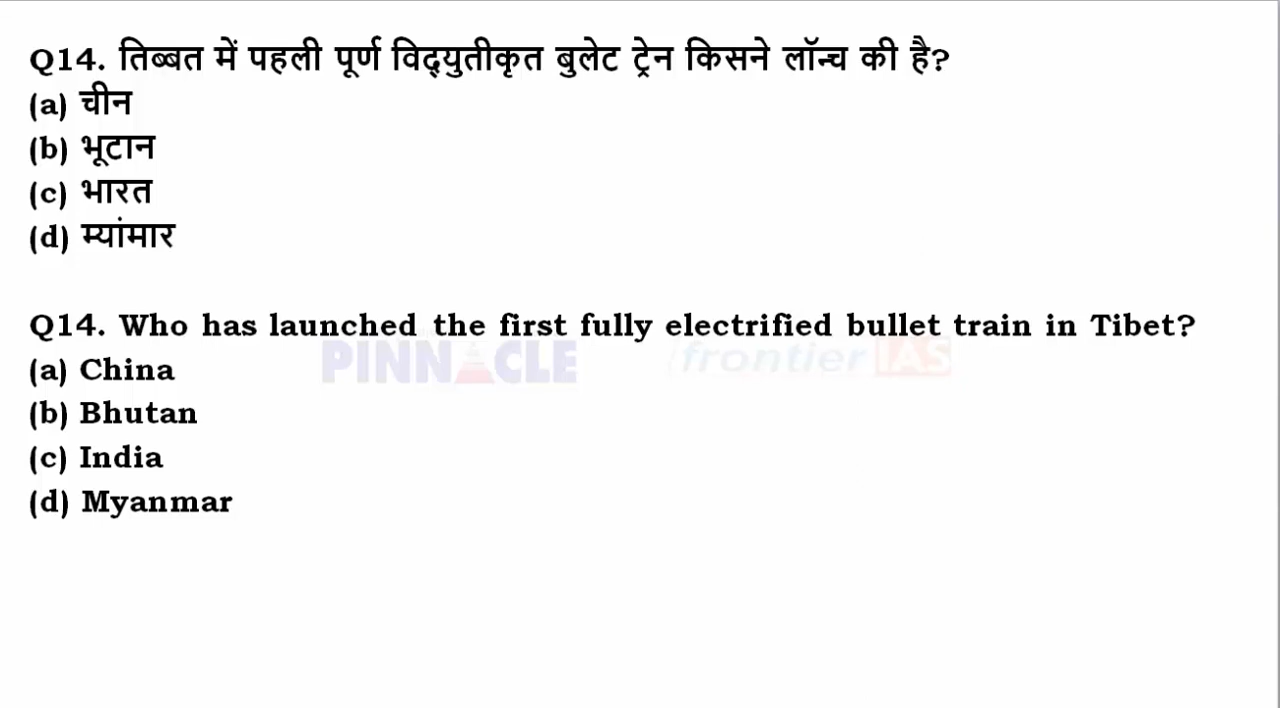 Q14. तिब्बत में पहली पूर्ण विद्युतीकृत बुलेट ट्रेन किसने लॉन्च की है?
(a) चीन
(b) भूटान
(c) भारत
(d) म्यांमार
Q14. Who has launched the first fully electrified bullet train in Tibet?
PINNACLE frontier IAS
(a) China
(b) Bhutan
(c) India
(d) Myanmar